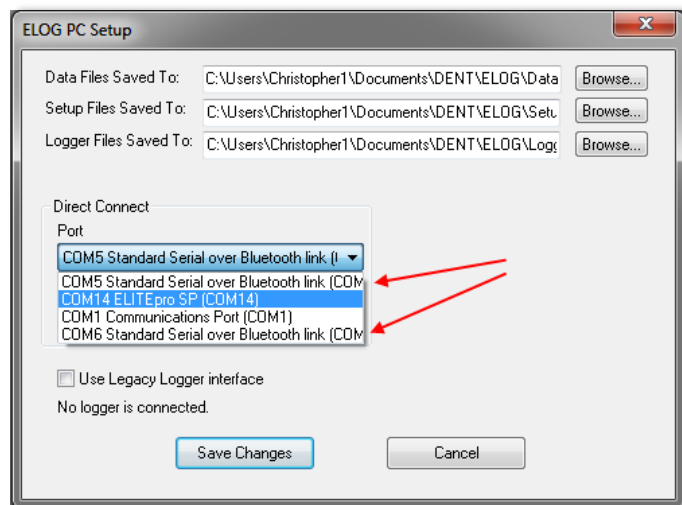 ELOG PC Setup
Data Files Saved To: C:\Users\Christopher1\Documents\DENT\ELOG\Data Browse...
Setup Files Saved To: C:\Users\Christopher1\Documents\DENT\ELOG\Setu Browse...
Logger Files Saved To: C:\Users\Christopher1\Documents\DENT\ELOG\Logg Browse...
Direct Connect
Port
COM5 Standard Serial over Bluetooth link (
COM5 Standard Serial over Bluetooth link (COM
COM14 ELITEpro SP (COM14)
COM1 Communications Port (COM1)
COM6 Standard Serial over Bluetooth link (COM
Use Legacy Logger interface
No logger is connected.
Save Changes Cancel